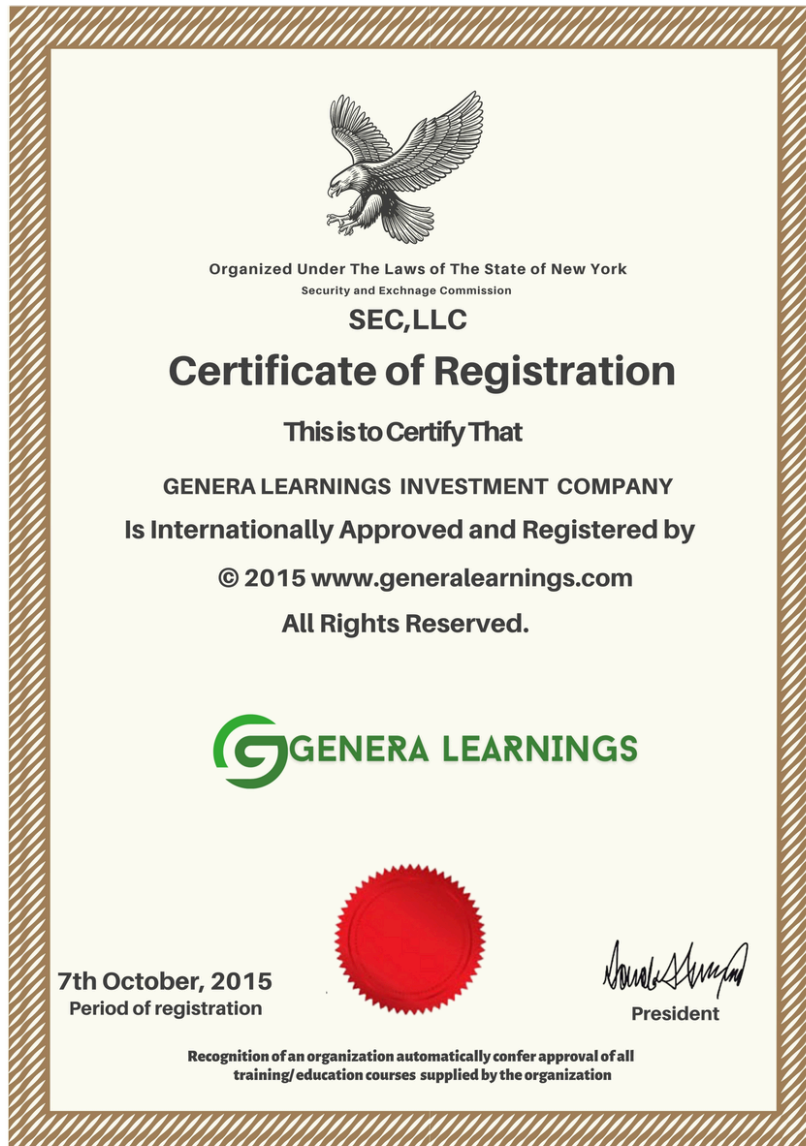 Organized Under The Laws of The State of New York
Security and Exchnage Commission
SEC,LLC
Certificate of Registration
This is to Certify That
GENERA LEARNINGS INVESTMENT COMPANY
Is Internationally Approved and Registered by
© 2015 www.generalearnings.com
All Rights Reserved.
GENERA LEARNINGS
7th October, 2015
Period of registration
President
Recognition of an organization automatically confer approval of all
training/education courses supplied by the organization